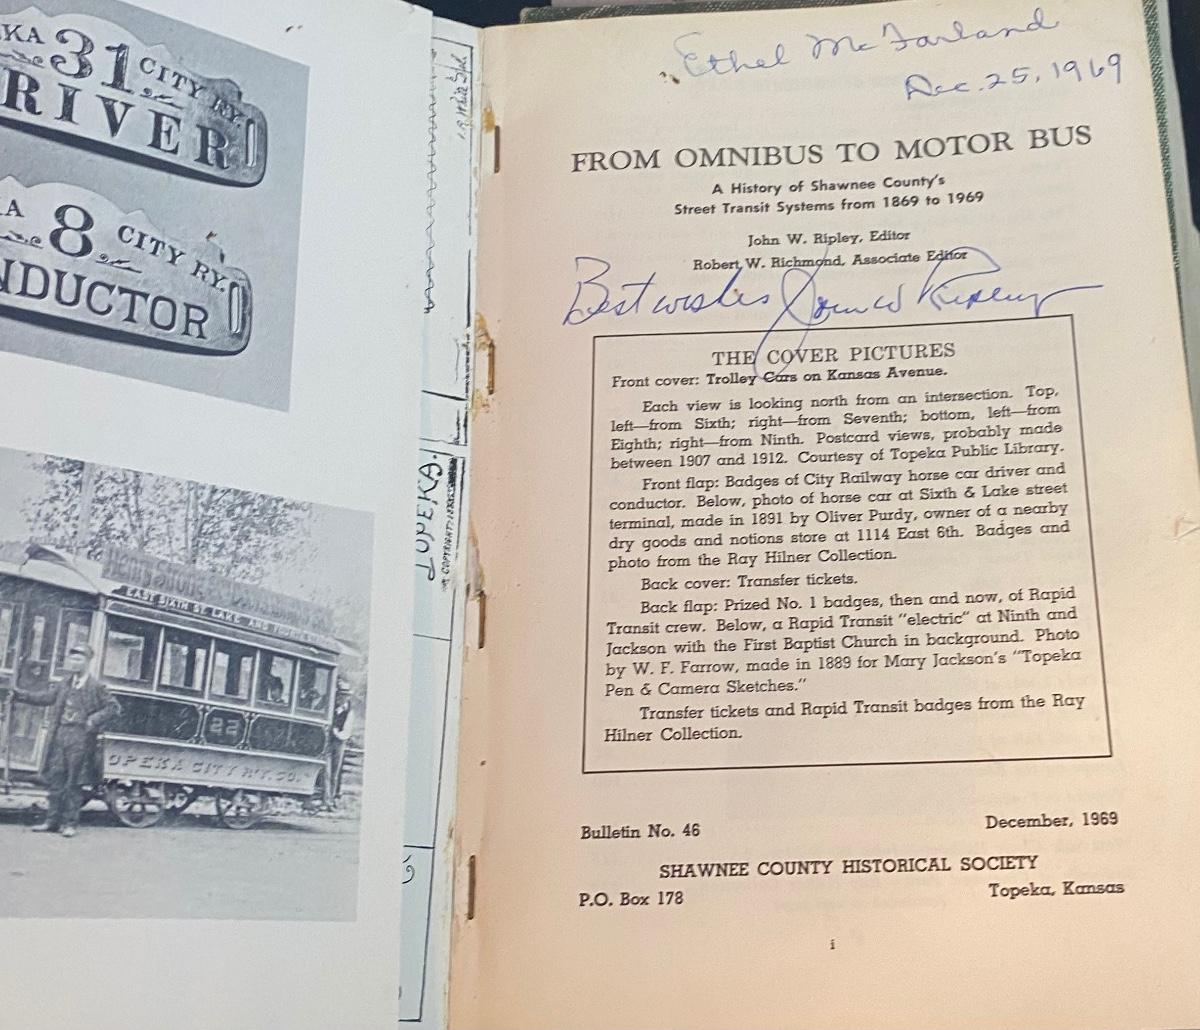 KA 31 CITY RY.
RIVER
A 8 CITY RY.
NDUCTOR
EAST SIXTH ST. LAKE AND
22
OPEKA CITY R'Y. CO.
TOPEKA.
Ethel McFarland
Dec. 25, 1969
FROM OMNIBUS TO MOTOR BUS
A History of Shawnee County's
Street Transit Systems from 1869 to 1969
John W. Ripley, Editor
Robert W. Richmond, Associate Editor
Best wishes John W Ripley
THE COVER PICTURES
Front cover: Trolley Cars on Kansas Avenue.
Each view is looking north from an intersection. Top,
left—from Sixth; right—from Seventh; bottom, left—from
Eighth; right—from Ninth. Postcard views, probably made
between 1907 and 1912. Courtesy of Topeka Public Library.
Front flap: Badges of City Railway horse car driver and
conductor. Below, photo of horse car at Sixth & Lake street
terminal, made in 1891 by Oliver Purdy, owner of a nearby
dry goods and notions store at 1114 East 6th. Badges and
photo from the Ray Hilner Collection.
Back cover: Transfer tickets.
Back flap: Prized No. 1 badges, then and now, of Rapid
Transit crew. Below, a Rapid Transit "electric" at Ninth and
Jackson with the First Baptist Church in background. Photo
by W. F. Farrow, made in 1889 for Mary Jackson's "Topeka
Pen & Camera Sketches."
Transfer tickets and Rapid Transit badges from the Ray
Hilner Collection.
Bulletin No. 46
December, 1969
SHAWNEE COUNTY HISTORICAL SOCIETY
P.O. Box 178
Topeka, Kansas
i